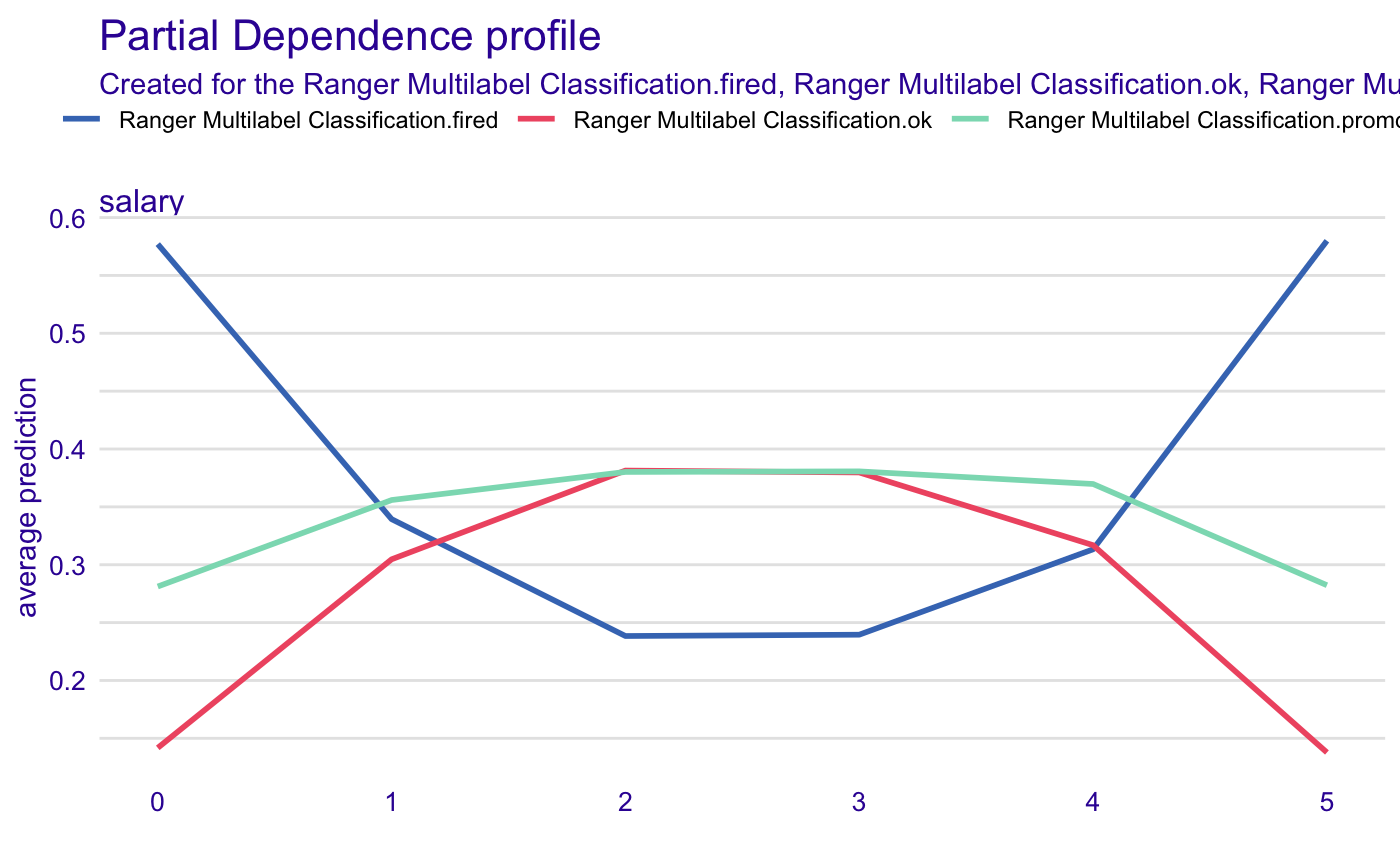 Partial Dependence profile
Created for the Ranger Multilabel Classification.fired, Ranger Multilabel Classification.ok, Ranger Mu
Ranger Multilabel Classification.fired Ranger Multilabel Classification.ok Ranger Multilabel Classification.promo
salary
0.6
0.5
0.4
0.3
0.2
average prediction
0 1 2 3 4 5